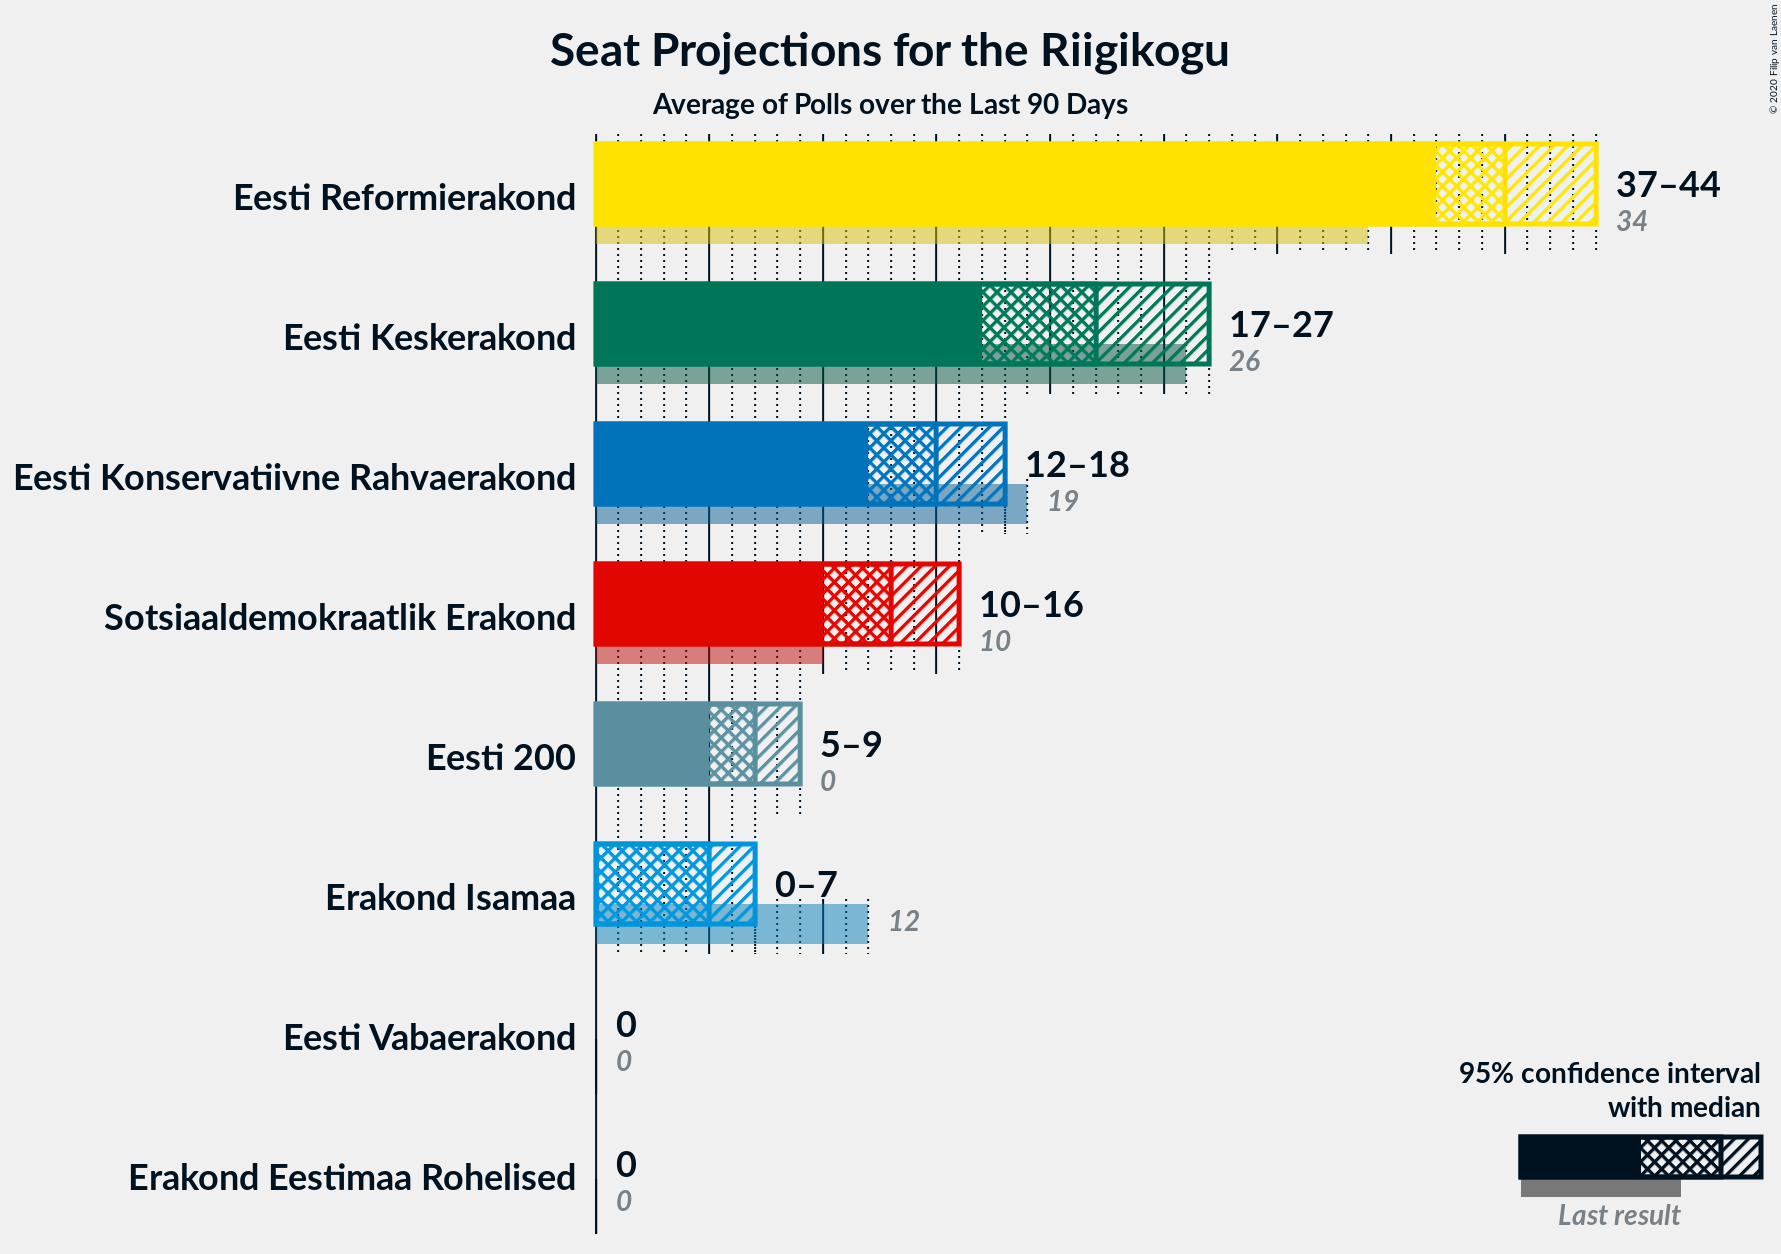 Seat Projections for the Riigikogu
Average of Polls over the Last 90 Days
© 2020 Filip van Laenen
Eesti Reformierakond
37–44
34
Eesti Keskerakond
17–27
26
Eesti Konservatiivne Rahvaerakond
12–18
19
Sotsiaaldemokraatlik Erakond
10–16
10
Eesti 200
5–9
0
Erakond Isamaa
0–7
12
Eesti Vabaerakond
0
0
Erakond Eestimaa Rohelised
0
0
95% confidence interval
with median
Last result